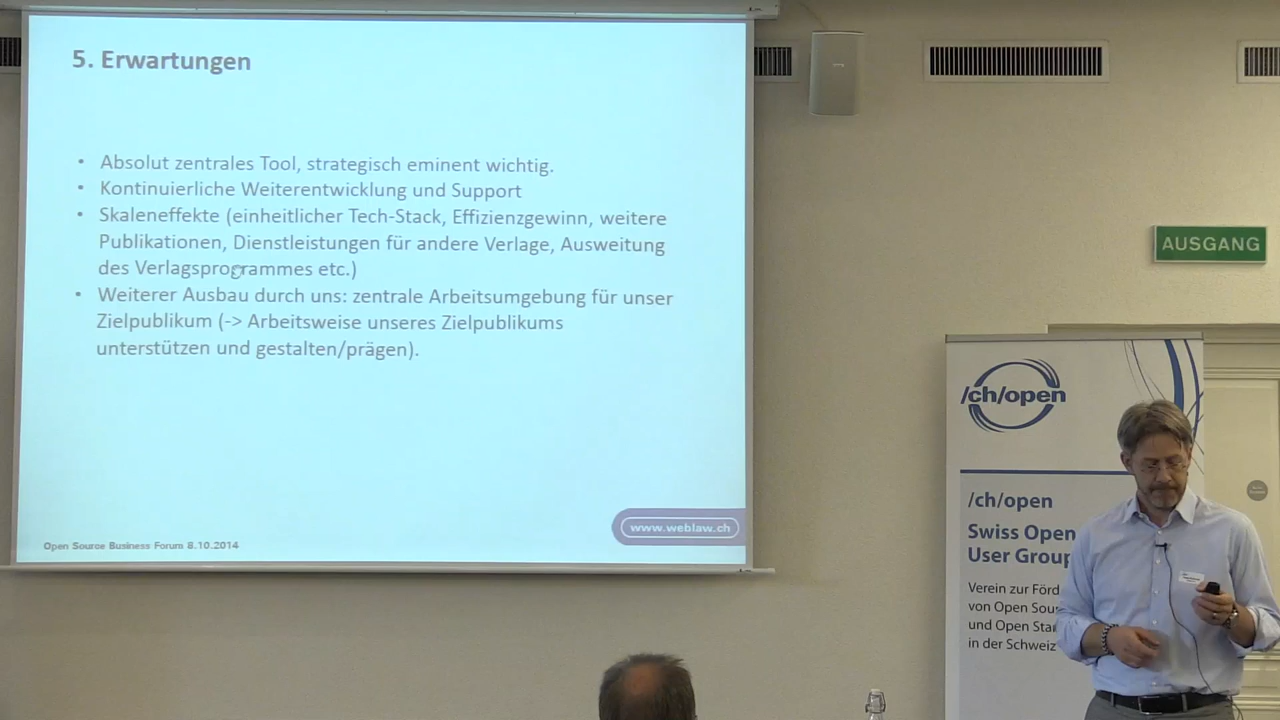 5. Erwartungen
• Absolut zentrales Tool, strategisch eminent wichtig.
• Kontinuierliche Weiterentwicklung und Support
• Skaleneffekte (einheitlicher Tech-Stack, Effizienzgewinn, weitere
Publikationen, Dienstleistungen für andere Verlage, Ausweitung
des Verlagsprogrammes etc.)
• Weiterer Ausbau durch uns: zentrale Arbeitsumgebung für unser
Zielpublikum (-> Arbeitsweise unseres Zielpublikums
unterstützen und gestalten/prägen).
www.weblaw.ch
Open Source Business Forum 8.10.2014
AUSGANG
/ch/open
/ch/open
Swiss Open
User Group
Verein zur Förd
von Open Sou
und Open Sta
in der Schweiz